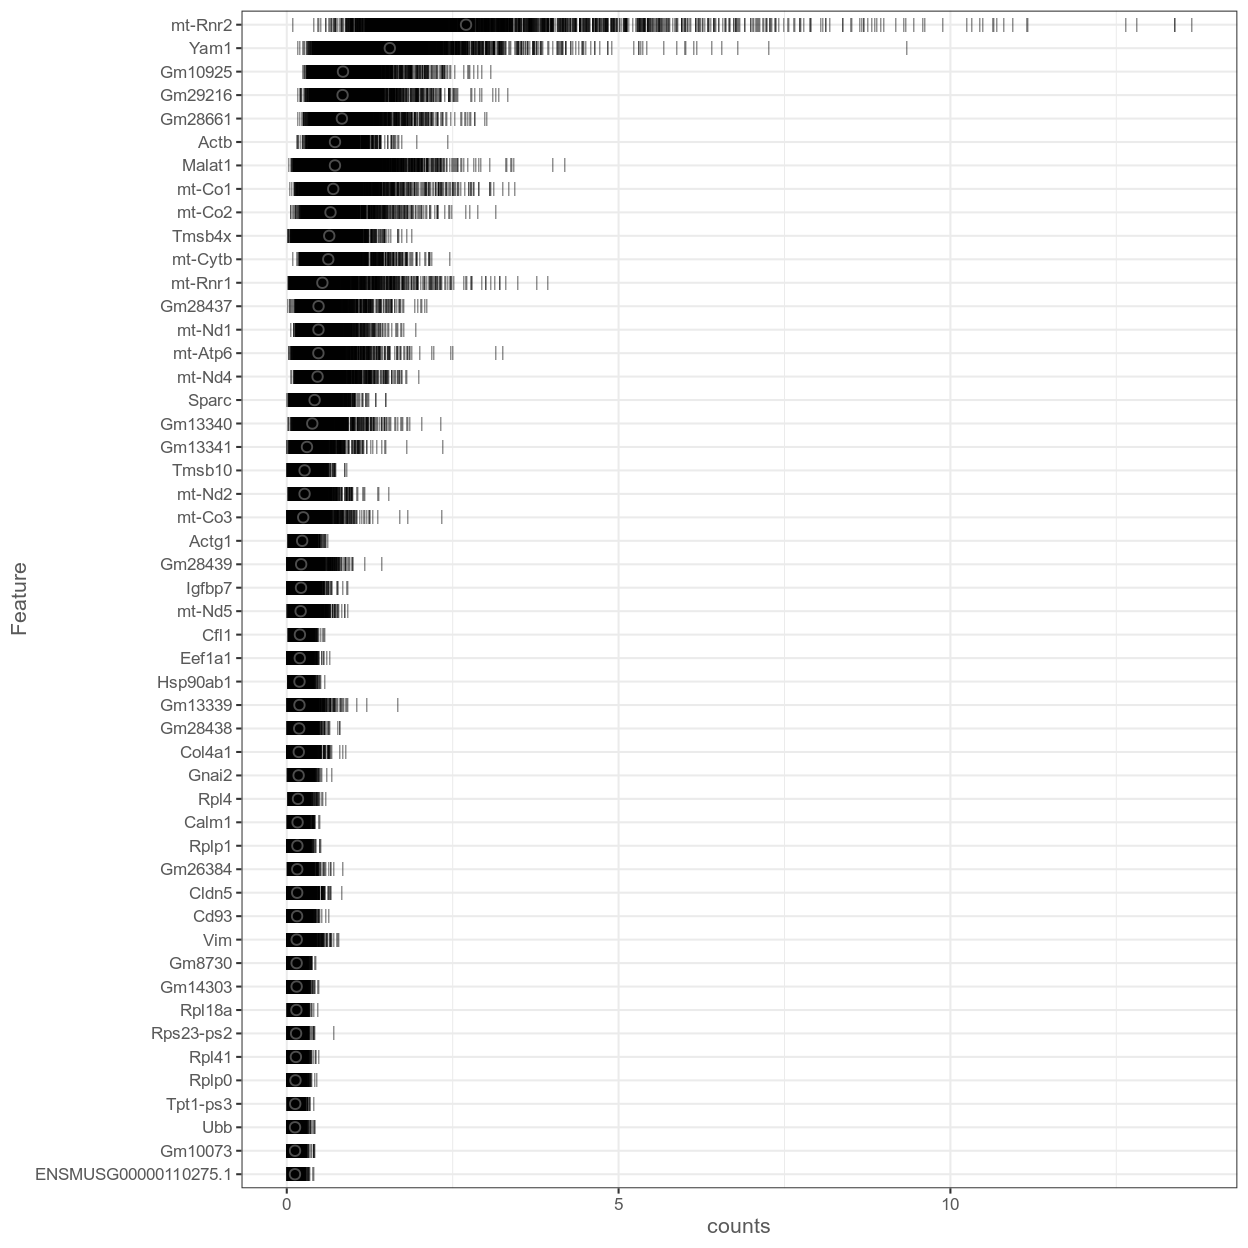 mt-Rnr2
Yam1
Gm10925
Gm29216
Gm28661
Actb
Malat1
mt-Co1
mt-Co2
Tmsb4x
mt-Cytb
mt-Rnr1
Gm28437
mt-Nd1
mt-Atp6
mt-Nd4
Sparc
Gm13340
Gm13341
Tmsb10
mt-Nd2
mt-Co3
Actg1
Gm28439
Igfbp7
mt-Nd5
Cfl1
Eef1a1
Hsp90ab1
Gm13339
Gm28438
Col4a1
Gnai2
Rpl4
Calm1
Rplp1
Gm26384
Cldn5
Cd93
Vim
Gm8730
Gm14303
Rpl18a
Rps23-ps2
Rpl41
Rplp0
Tpt1-ps3
Ubb
Gm10073
ENSMUSG00000110275.1
Feature
0 5 10
counts